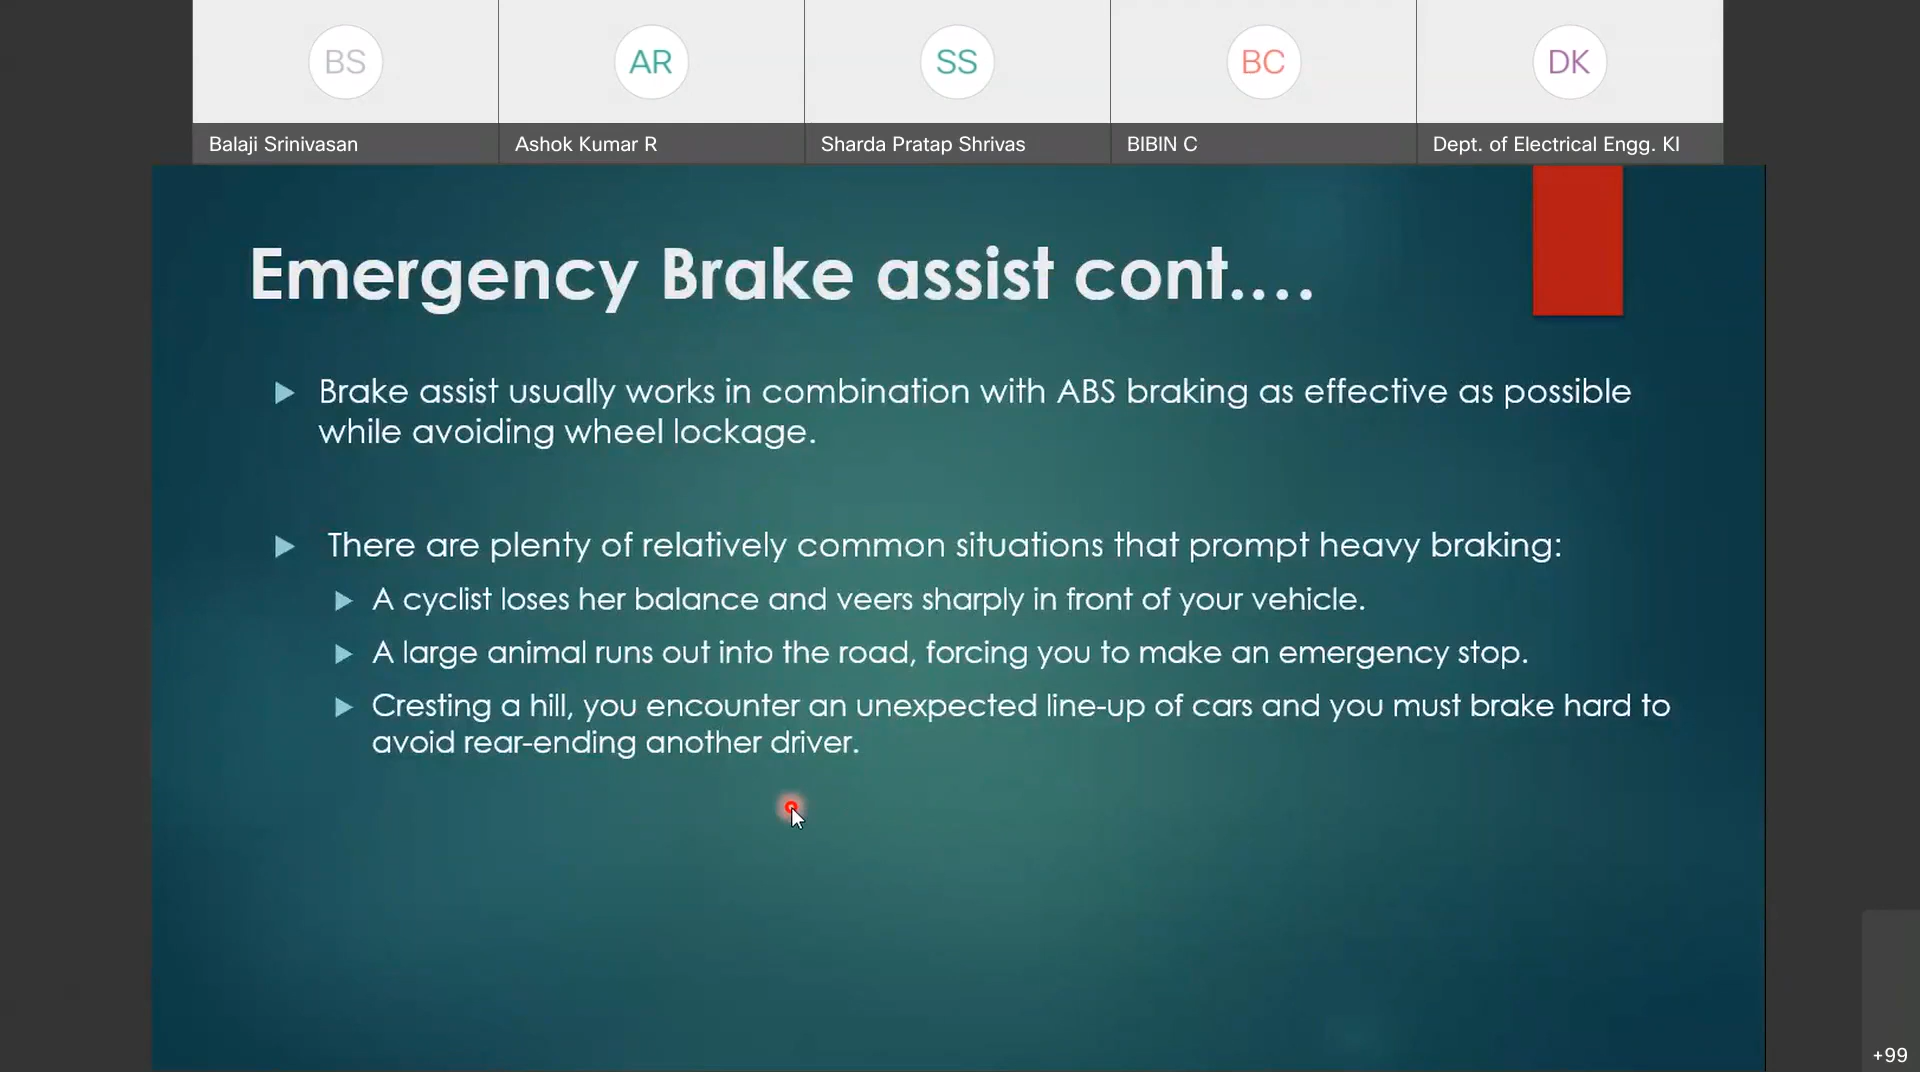 BS
AR
SS
BC
DK
Balaji Srinivasan
Ashok Kumar R
Sharda Pratap Shrivas
BIBIN C
Dept. of Electrical Engg. KI
Emergency Brake assist cont....
Brake assist usually works in combination with ABS braking as effective as possible
while avoiding wheel lockage.
There are plenty of relatively common situations that prompt heavy braking:
A cyclist loses her balance and veers sharply in front of your vehicle.
A large animal runs out into the road, forcing you to make an emergency stop.
Cresting a hill, you encounter an unexpected line-up of cars and you must brake hard to
avoid rear-ending another driver.
+99